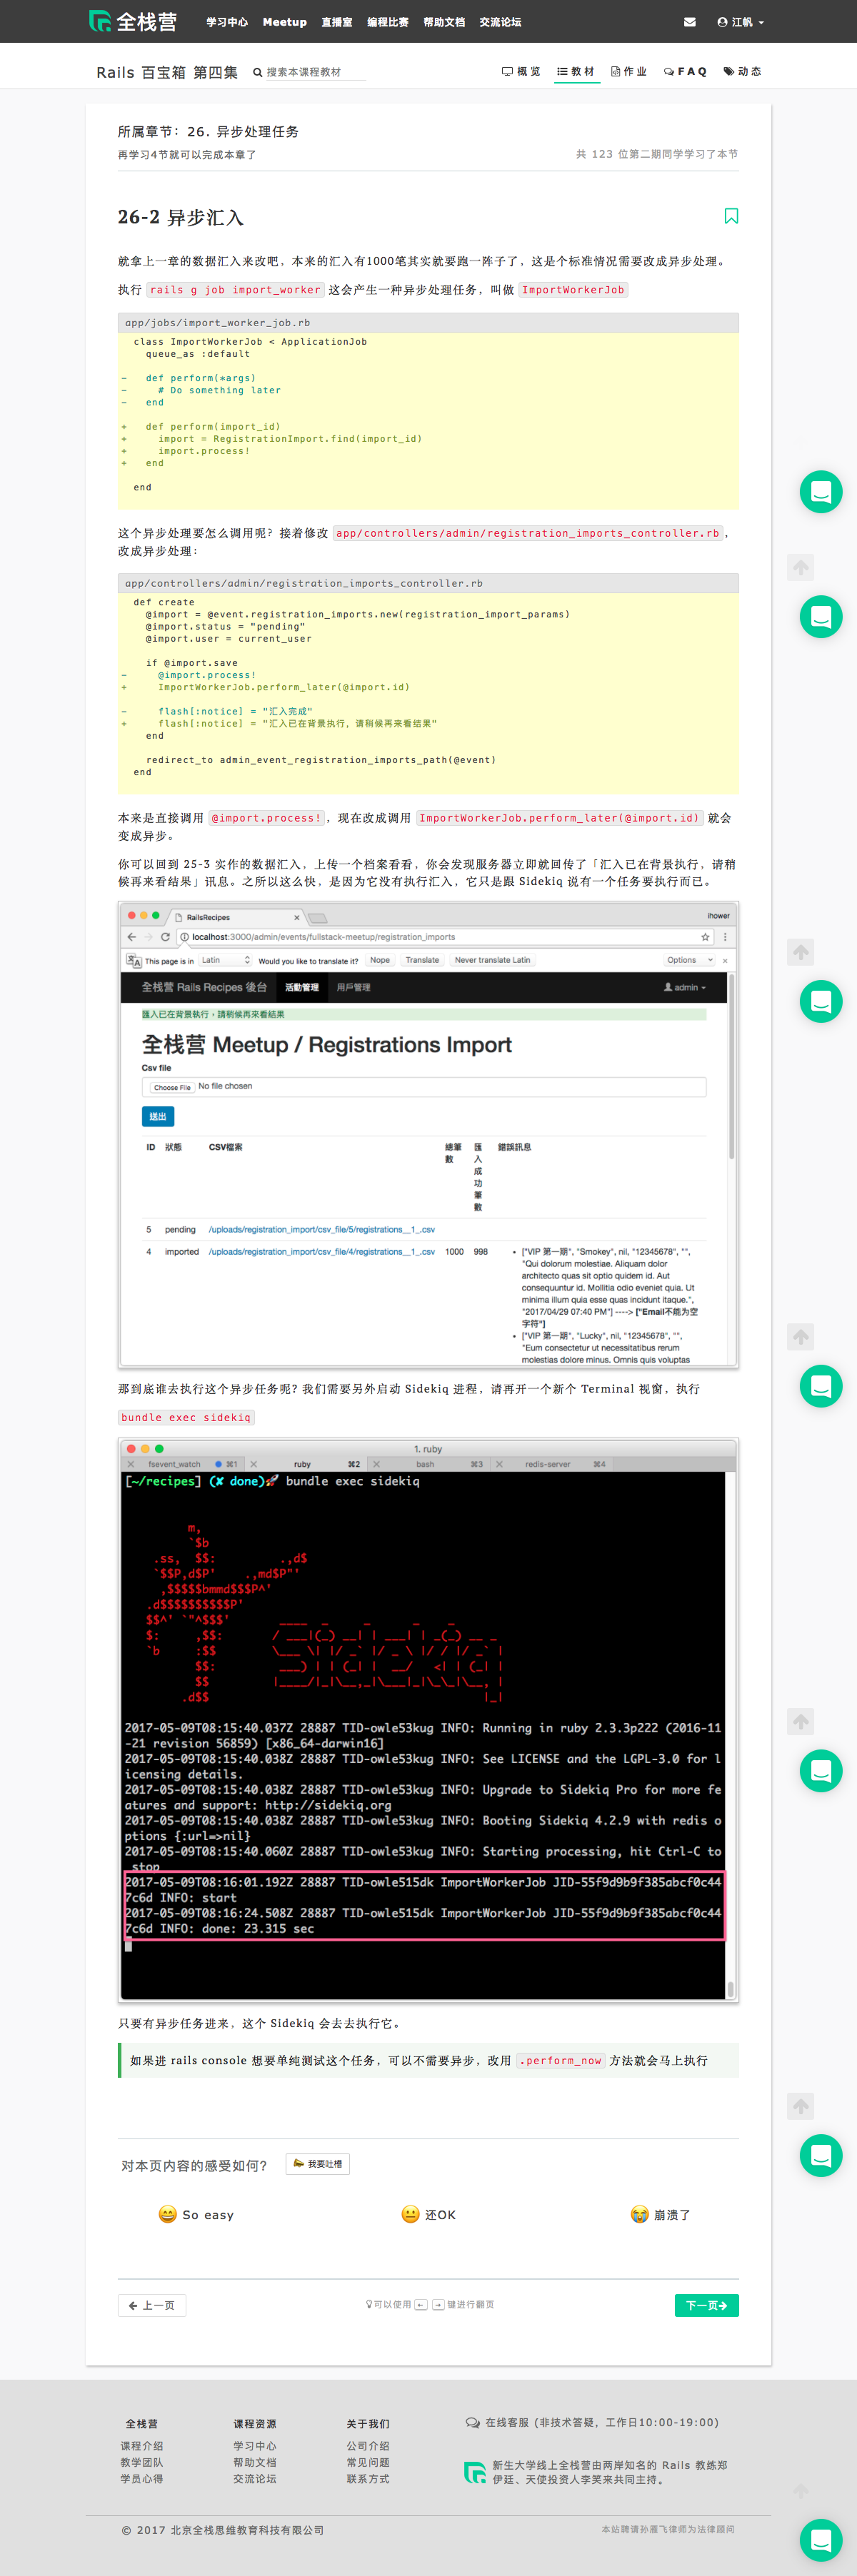 全栈营 学习中心 Meetup 直播室 编程比赛 帮助文档 交流论坛 江帆
Rails 百宝箱 第四集 搜索本课程教材 概览 教材 作业 FAQ 动态
所属章节：26. 异步处理任务
再学习4节就可以完成本章了 共 123 位第二期同学学习了本节
26-2 异步汇入
就拿上一章的数据汇入来改吧，本来的汇入有1000笔其实就要跑一阵子了，这是个标准情况需要改成异步处理。
执行 rails g job import_worker 这会产生一种异步处理任务，叫做 ImportWorkerJob
app/jobs/import_worker_job.rb
class ImportWorkerJob < ApplicationJob
queue_as :default
- def perform(*args)
- # Do something later
- end
+ def perform(import_id)
+ import = RegistrationImport.find(import_id)
+ import.process!
+ end
end
这个异步处理要怎么调用呢？接着修改 app/controllers/admin/registration_imports_controller.rb，
改成异步处理：
app/controllers/admin/registration_imports_controller.rb
def create
@import = @event.registration_imports.new(registration_import_params)
@import.status = "pending"
@import.user = current_user
if @import.save
- @import.process!
+ ImportWorkerJob.perform_later(@import.id)
- flash[:notice] = "汇入完成"
+ flash[:notice] = "汇入已在背景执行，请稍候再来看结果"
end
redirect_to admin_event_registration_imports_path(@event)
end
本来是直接调用 @import.process!，现在改成调用 ImportWorkerJob.perform_later(@import.id) 就会
变成异步。
你可以回到 25-3 实作的数据汇入，上传一个档案看看，你会发现服务器立即就回传了「汇入已在背景执行，请稍
候再来看结果」讯息。之所以这么快，是因为它没有执行汇入，它只是跟 Sidekiq 说有一个任务要执行而已。
RailsRecipes ihower
localhost:3000/admin/events/fullstack-meetup/registration_imports
This page is in Latin Would you like to translate it? Nope Translate Never translate Latin Options
全栈营 Rails Recipes 後台 活動管理 用戶管理 admin
匯入已在背景執行，請稍候再來看結果
全栈营 Meetup / Registrations Import
Csv file
Choose File No file chosen
送出
ID 狀態 CSV檔案 總筆數 匯入成功筆數 錯誤訊息
5 pending /uploads/registration_import/csv_file/5/registrations__1_.csv
4 imported /uploads/registration_import/csv_file/4/registrations__1_.csv 1000 998 • ["VIP 第一期", "Smokey", nil, "12345678", "",
"Qui dolorum molestiae. Aliquam dolor
architecto quas sit optio quidem id. Aut
consequuntur id. Mollitia odio eveniet quia. Ut
minima illum quia esse quas incidunt itaque.",
"2017/04/29 07:40 PM"] ----> ["Email不能为空
字符"]
• ["VIP 第一期", "Lucky", nil, "12345678", "",
"Eum consectetur ut necessitatibus rerum
molestias dolore minus. Omnis quis voluptas
那到底谁去执行这个异步任务呢? 我们需要另外启动 Sidekiq 进程，请再开一个新个 Terminal 视窗，执行
bundle exec sidekiq
1. ruby
fsevent_watch ⌘1 ruby ⌘2 bash ⌘3 redis-server ⌘4
[~/recipes] (✘ done)🚀 bundle exec sidekiq
2017-05-09T08:15:40.037Z 28887 TID-owle53kug INFO: Running in ruby 2.3.3p222 (2016-11
-21 revision 56859) [x86_64-darwin16]
2017-05-09T08:15:40.038Z 28887 TID-owle53kug INFO: See LICENSE and the LGPL-3.0 for l
icensing details.
2017-05-09T08:15:40.038Z 28887 TID-owle53kug INFO: Upgrade to Sidekiq Pro for more fe
atures and support: http://sidekiq.org
2017-05-09T08:15:40.038Z 28887 TID-owle53kug INFO: Booting Sidekiq 4.2.9 with redis o
ptions {:url=>nil}
2017-05-09T08:15:40.060Z 28887 TID-owle53kug INFO: Starting processing, hit Ctrl-C to
stop
2017-05-09T08:16:01.192Z 28887 TID-owle515dk ImportWorkerJob JID-55f9d9b9f385abcf0c44
7c6d INFO: start
2017-05-09T08:16:24.508Z 28887 TID-owle515dk ImportWorkerJob JID-55f9d9b9f385abcf0c44
7c6d INFO: done: 23.315 sec
只要有异步任务进来，这个 Sidekiq 会去去执行它。
如果进 rails console 想要单纯测试这个任务，可以不需要异步，改用 .perform_now 方法就会马上执行
对本页内容的感受如何? 我要吐槽
So easy 还OK 崩溃了
上一页 可以使用 ← → 键进行翻页 下一页
全栈营 课程资源 关于我们 在线客服 (非技术答疑，工作日10:00-19:00)
课程介绍 学习中心 公司介绍
教学团队 帮助文档 常见问题 新生大学线上全栈营由两岸知名的 Rails 教练郑
学员心得 交流论坛 联系方式 伊廷、天使投资人李笑来共同主持。
© 2017 北京全栈思维教育科技有限公司 本站聘请孙雁飞律师为法律顾问